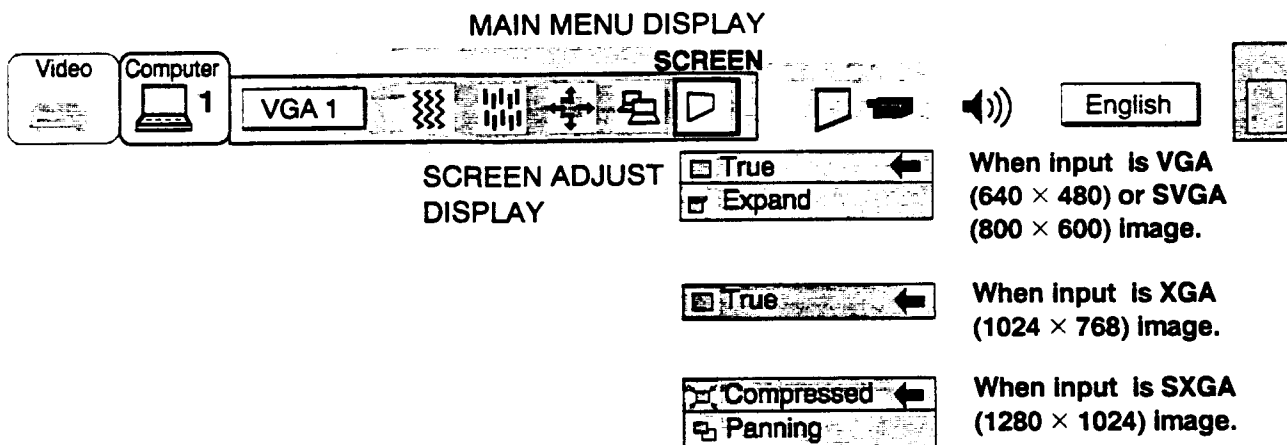 MAIN MENU DISPLAY
SCREEN
Video
Computer
1
VGA 1
English
SCREEN ADJUST
DISPLAY
True
Expand
When input is VGA
(640 × 480) or SVGA
(800 × 600) image.
True
When input is XGA
(1024 × 768) image.
Compressed
Panning
When input is SXGA
(1280 × 1024) image.